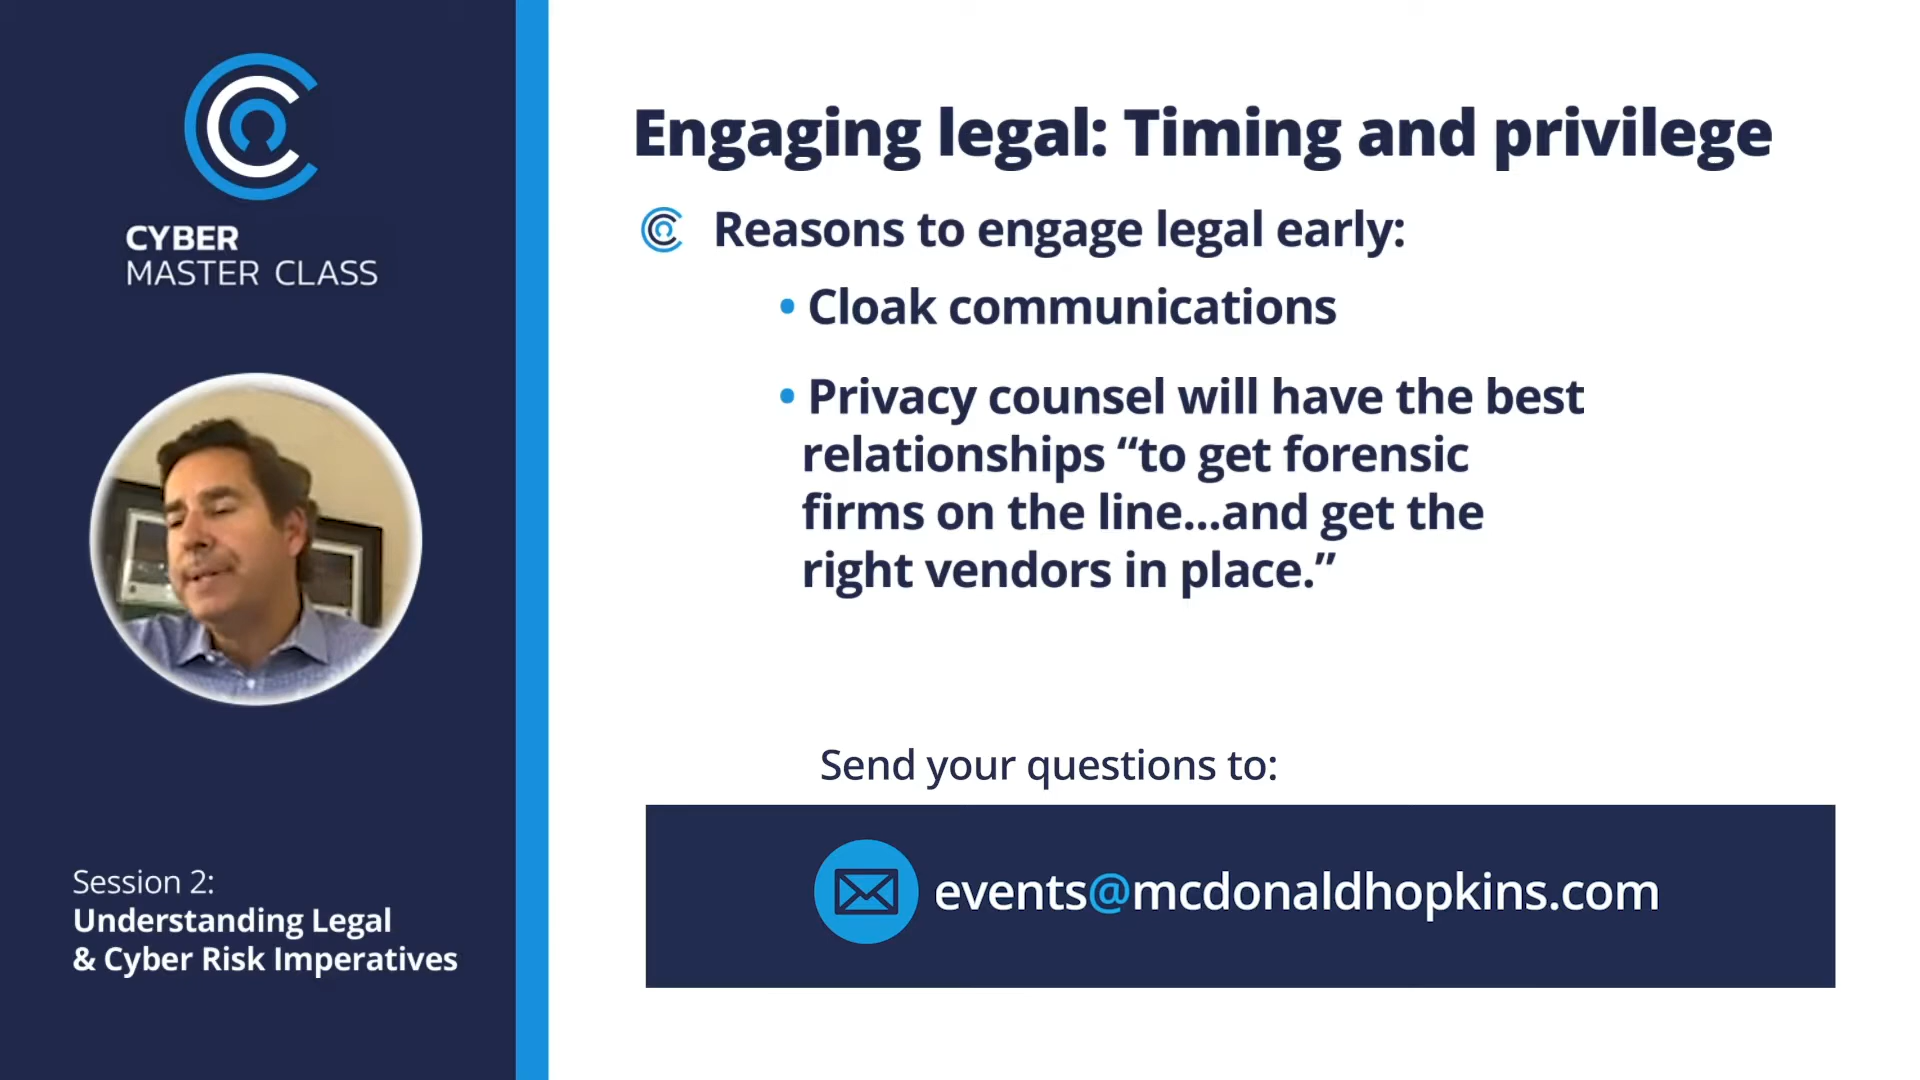 CYBER
MASTER CLASS
Session 2:
Understanding Legal
& Cyber Risk Imperatives
Engaging legal: Timing and privilege
Reasons to engage legal early:
• Cloak communications
• Privacy counsel will have the best
relationships “to get forensic
firms on the line...and get the
right vendors in place.”
Send your questions to:
events@mcdonaldhopkins.com